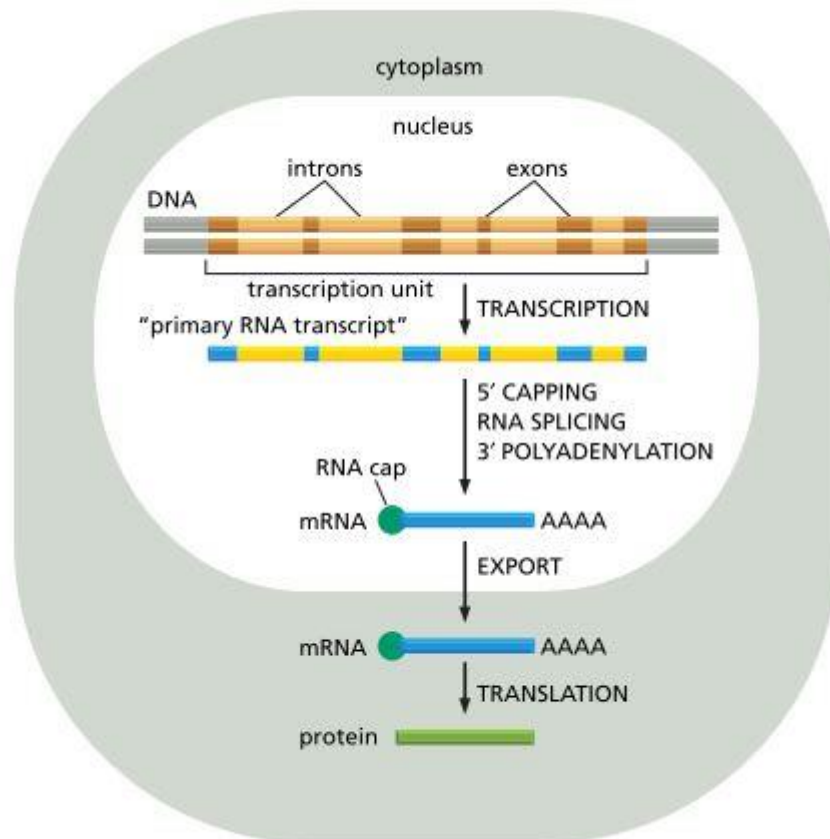 cytoplasm
nucleus
introns
exons
DNA
transcription unit
TRANSCRIPTION
“primary RNA transcript”
5′ CAPPING
RNA SPLICING
3′ POLYADENYLATION
RNA cap
mRNA
AAAA
EXPORT
mRNA
AAAA
TRANSLATION
protein